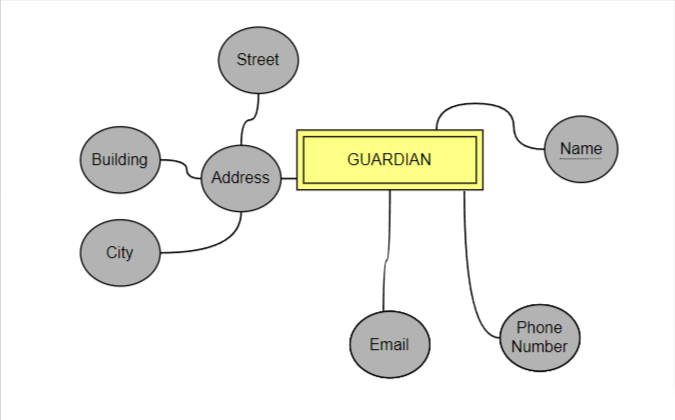 Street
Building
GUARDIAN
Name
Address
City
Email
Phone
Number